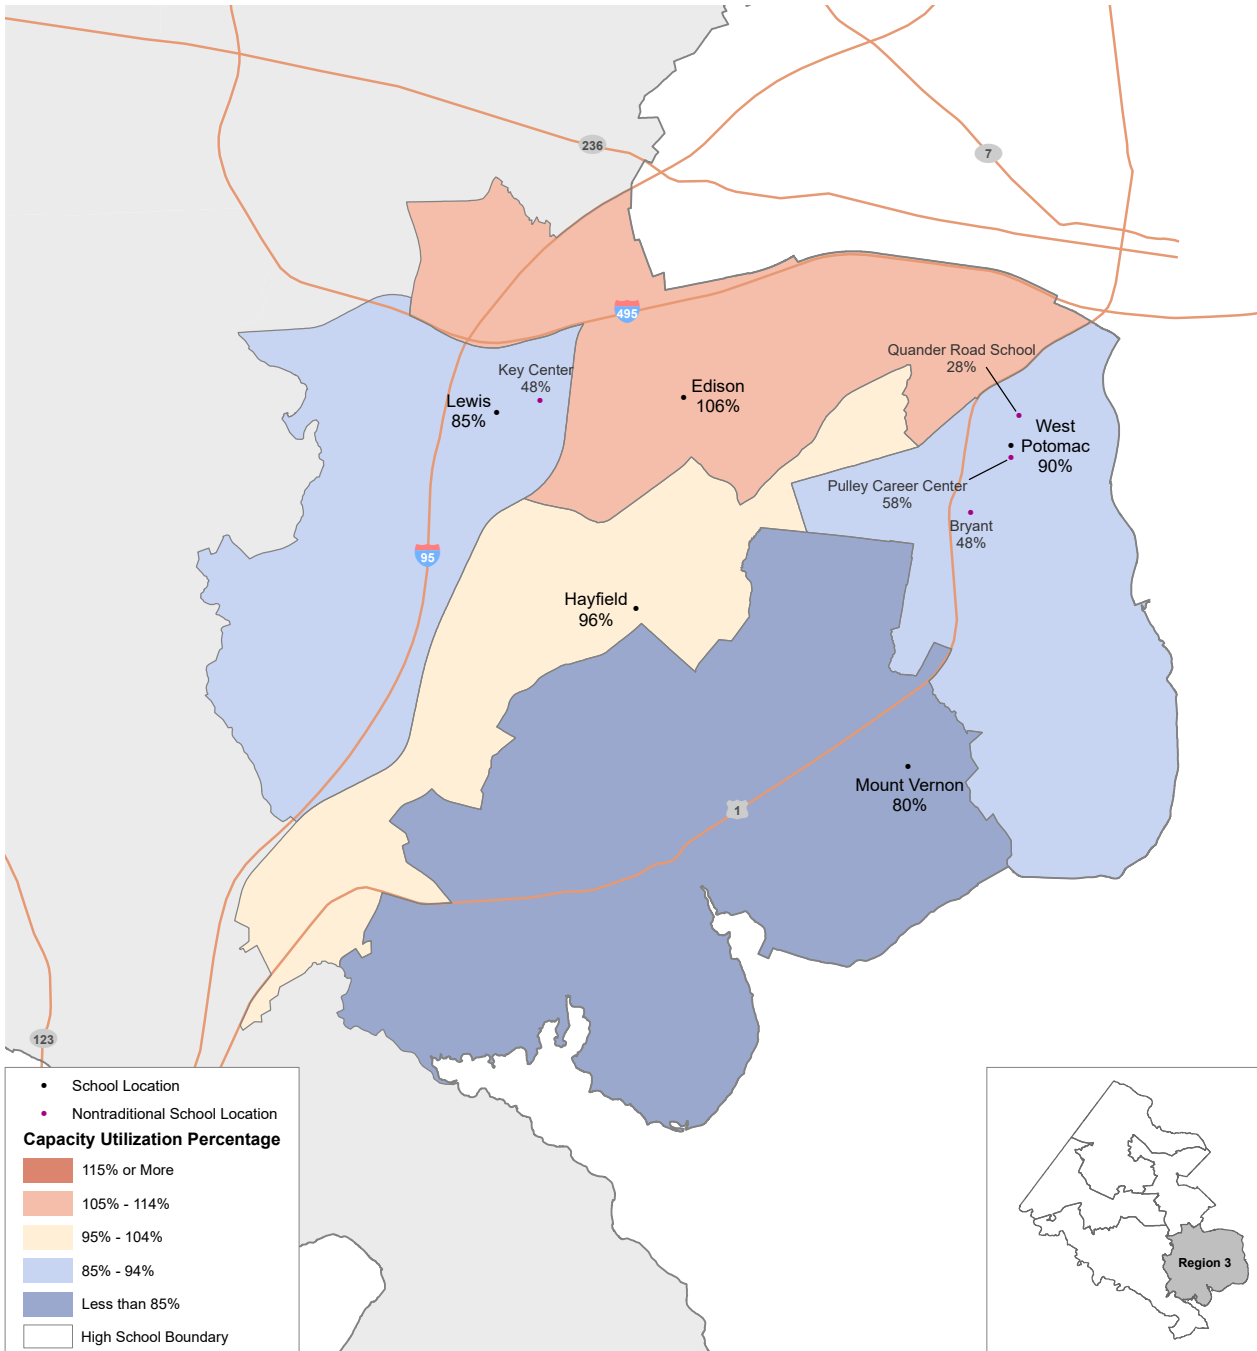 236
7
495
Quander Road School
28%
Key Center
48%
Edison
106%
Lewis
85%
West
Potomac
90%
Pulley Career Center
58%
Bryant
48%
95
Hayfield
96%
Mount Vernon
80%
1
123
School Location
Nontraditional School Location
Capacity Utilization Percentage
115% or More
105% - 114%
95% - 104%
85% - 94%
Less than 85%
High School Boundary
Region 3